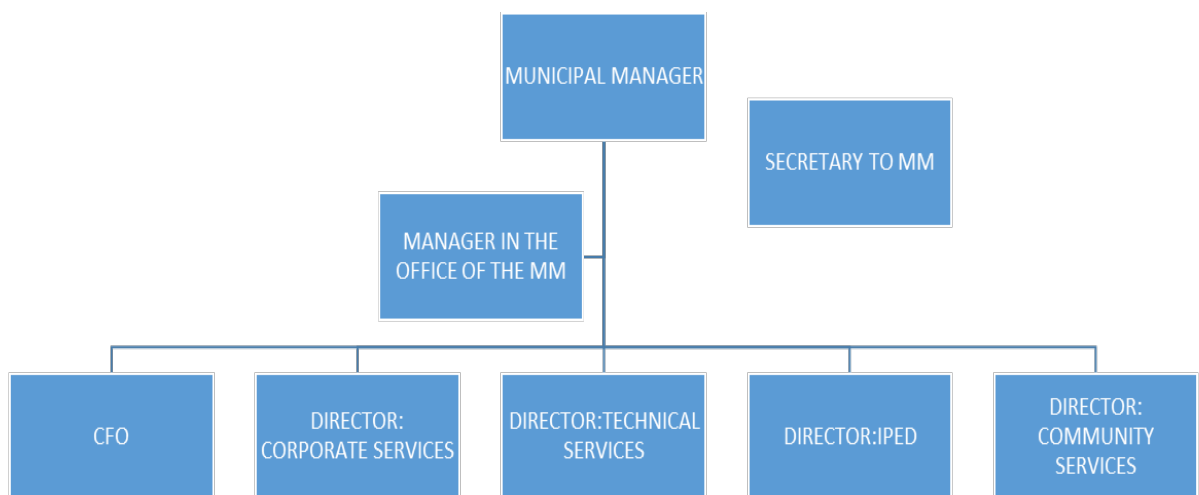 MUNICIPAL MANAGER
SECRETARY TO MM
MANAGER IN THE
OFFICE OF THE MM
CFO
DIRECTOR:
CORPORATE SERVICES
DIRECTOR:TECHNICAL
SERVICES
DIRECTOR:IPED
DIRECTOR:
COMMUNITY
SERVICES